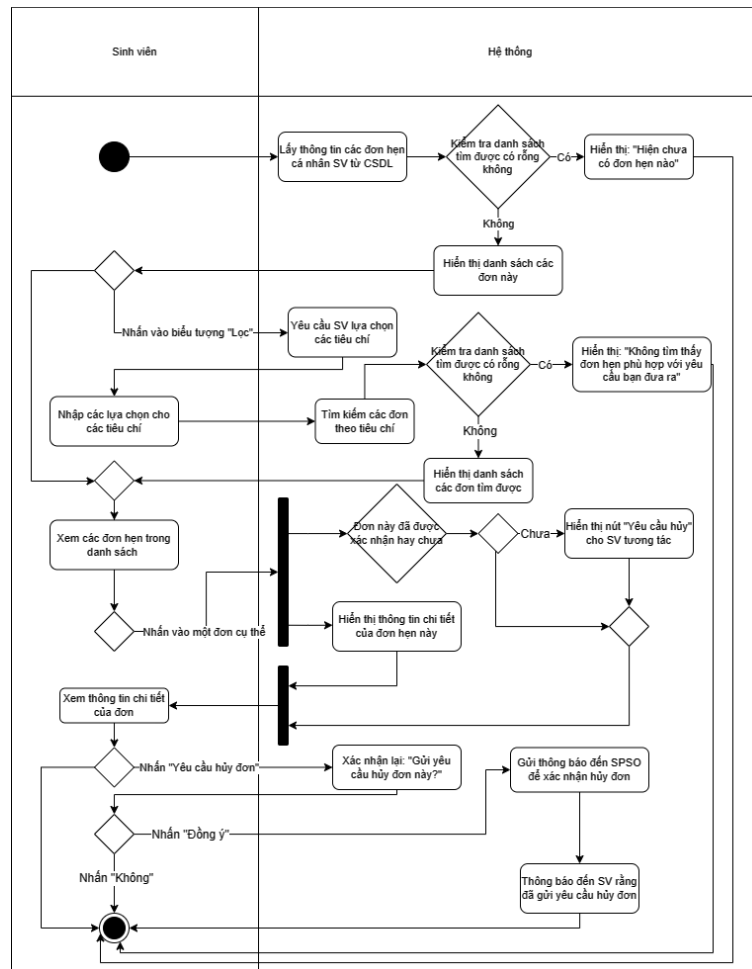 Sinh viên
Hệ thống
Lấy thông tin các đơn hẹn
cá nhân SV từ CSDL
Kiểm tra danh sách
tìm được có rỗng
không
Có
Hiển thị: "Hiện chưa
có đơn hẹn nào"
Không
Hiển thị danh sách các
đơn này
Nhấn vào biểu tượng "Lọc"
Yêu cầu SV lựa chọn
các tiêu chí
Kiểm tra danh sách
tìm được có rỗng
không
Có
Hiển thị: "Không tìm thấy
đơn hẹn phù hợp với yêu
cầu bạn đưa ra"
Nhập các lựa chọn cho
các tiêu chí
Tìm kiếm các đơn
theo tiêu chí
Không
Hiển thị danh sách
các đơn tìm được
Xem các đơn hẹn trong
danh sách
Đơn này đã được
xác nhận hay chưa
Chưa
Hiển thị nút "Yêu cầu hủy"
cho SV tương tác
Nhấn vào một đơn cụ thể
Hiển thị thông tin chi tiết
của đơn hẹn này
Xem thông tin chi tiết
của đơn
Nhấn "Yêu cầu hủy đơn"
Xác nhận lại: "Gửi yêu
cầu hủy đơn này?"
Gửi thông báo đến SPSO
để xác nhận hủy đơn
Nhấn "Đồng ý"
Nhấn "Không"
Thông báo đến SV rằng
đã gửi yêu cầu hủy đơn